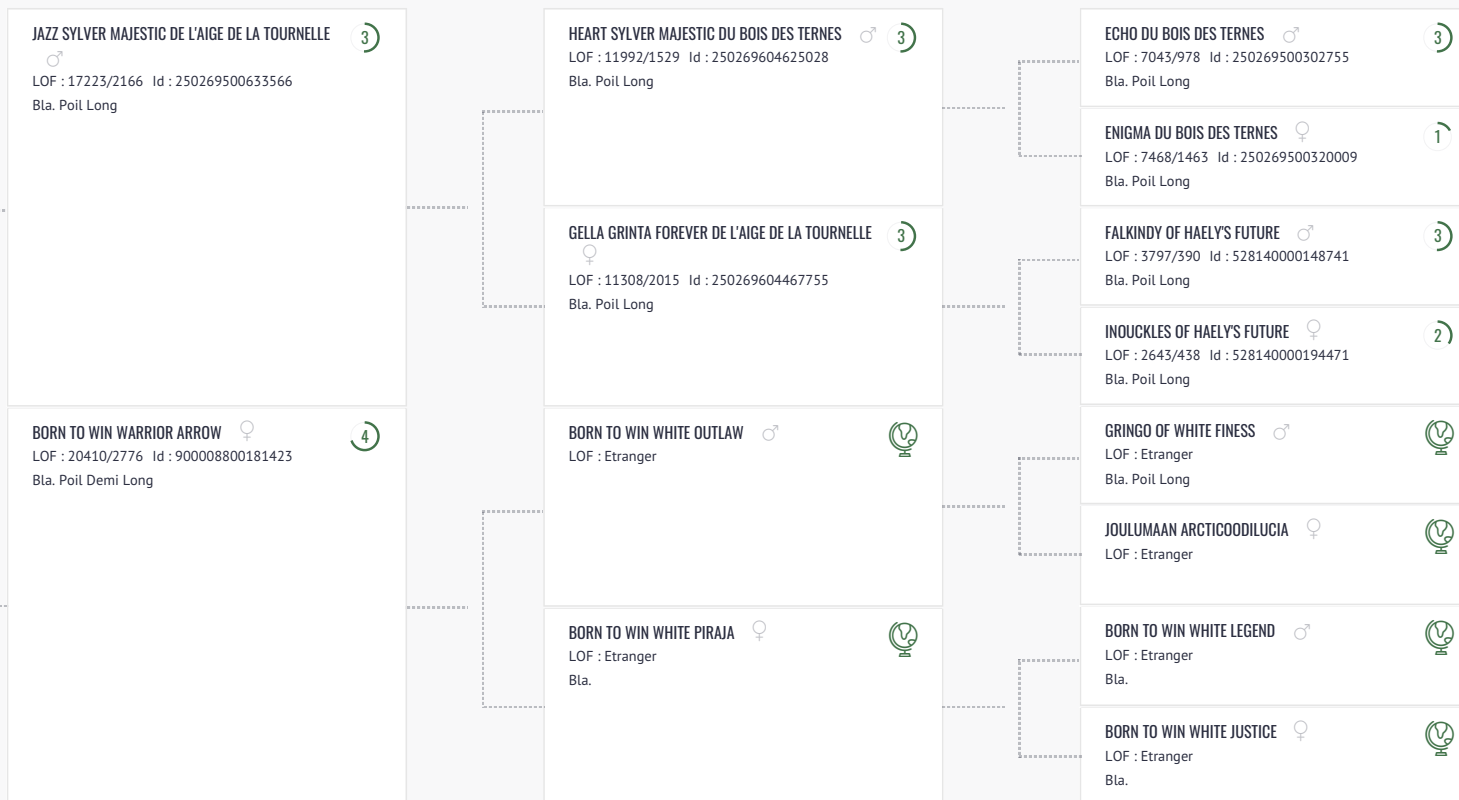 JAZZ SYLVER MAJESTIC DE L'AIGE DE LA TOURNELLE
3
LOF : 17223/2166 Id : 250269500633566
Bla. Poil Long
BORN TO WIN WARRIOR ARROW
4
LOF : 20410/2776 Id : 900008800181423
Bla. Poil Demi Long
HEART SYLVER MAJESTIC DU BOIS DES TERNES
3
LOF : 11992/1529 Id : 250269604625028
Bla. Poil Long
GELLA GRINTA FOREVER DE L'AIGE DE LA TOURNELLE
3
LOF : 11308/2015 Id : 250269604467755
Bla. Poil Long
BORN TO WIN WHITE OUTLAW
LOF : Etranger
BORN TO WIN WHITE PIRAJA
LOF : Etranger
Bla.
ECHO DU BOIS DES TERNES
3
LOF : 7043/978 Id : 250269500302755
Bla. Poil Long
ENIGMA DU BOIS DES TERNES
1
LOF : 7468/1463 Id : 250269500320009
Bla. Poil Long
FALKINDY OF HAELY'S FUTURE
3
LOF : 3797/390 Id : 528140000148741
Bla. Poil Long
INOUCKLES OF HAELY'S FUTURE
2
LOF : 2643/438 Id : 528140000194471
Bla. Poil Long
GRINGO OF WHITE FINESS
LOF : Etranger
Bla. Poil Long
JOULUMAAN ARCTICOODILUCIA
LOF : Etranger
BORN TO WIN WHITE LEGEND
LOF : Etranger
Bla.
BORN TO WIN WHITE JUSTICE
LOF : Etranger
Bla.